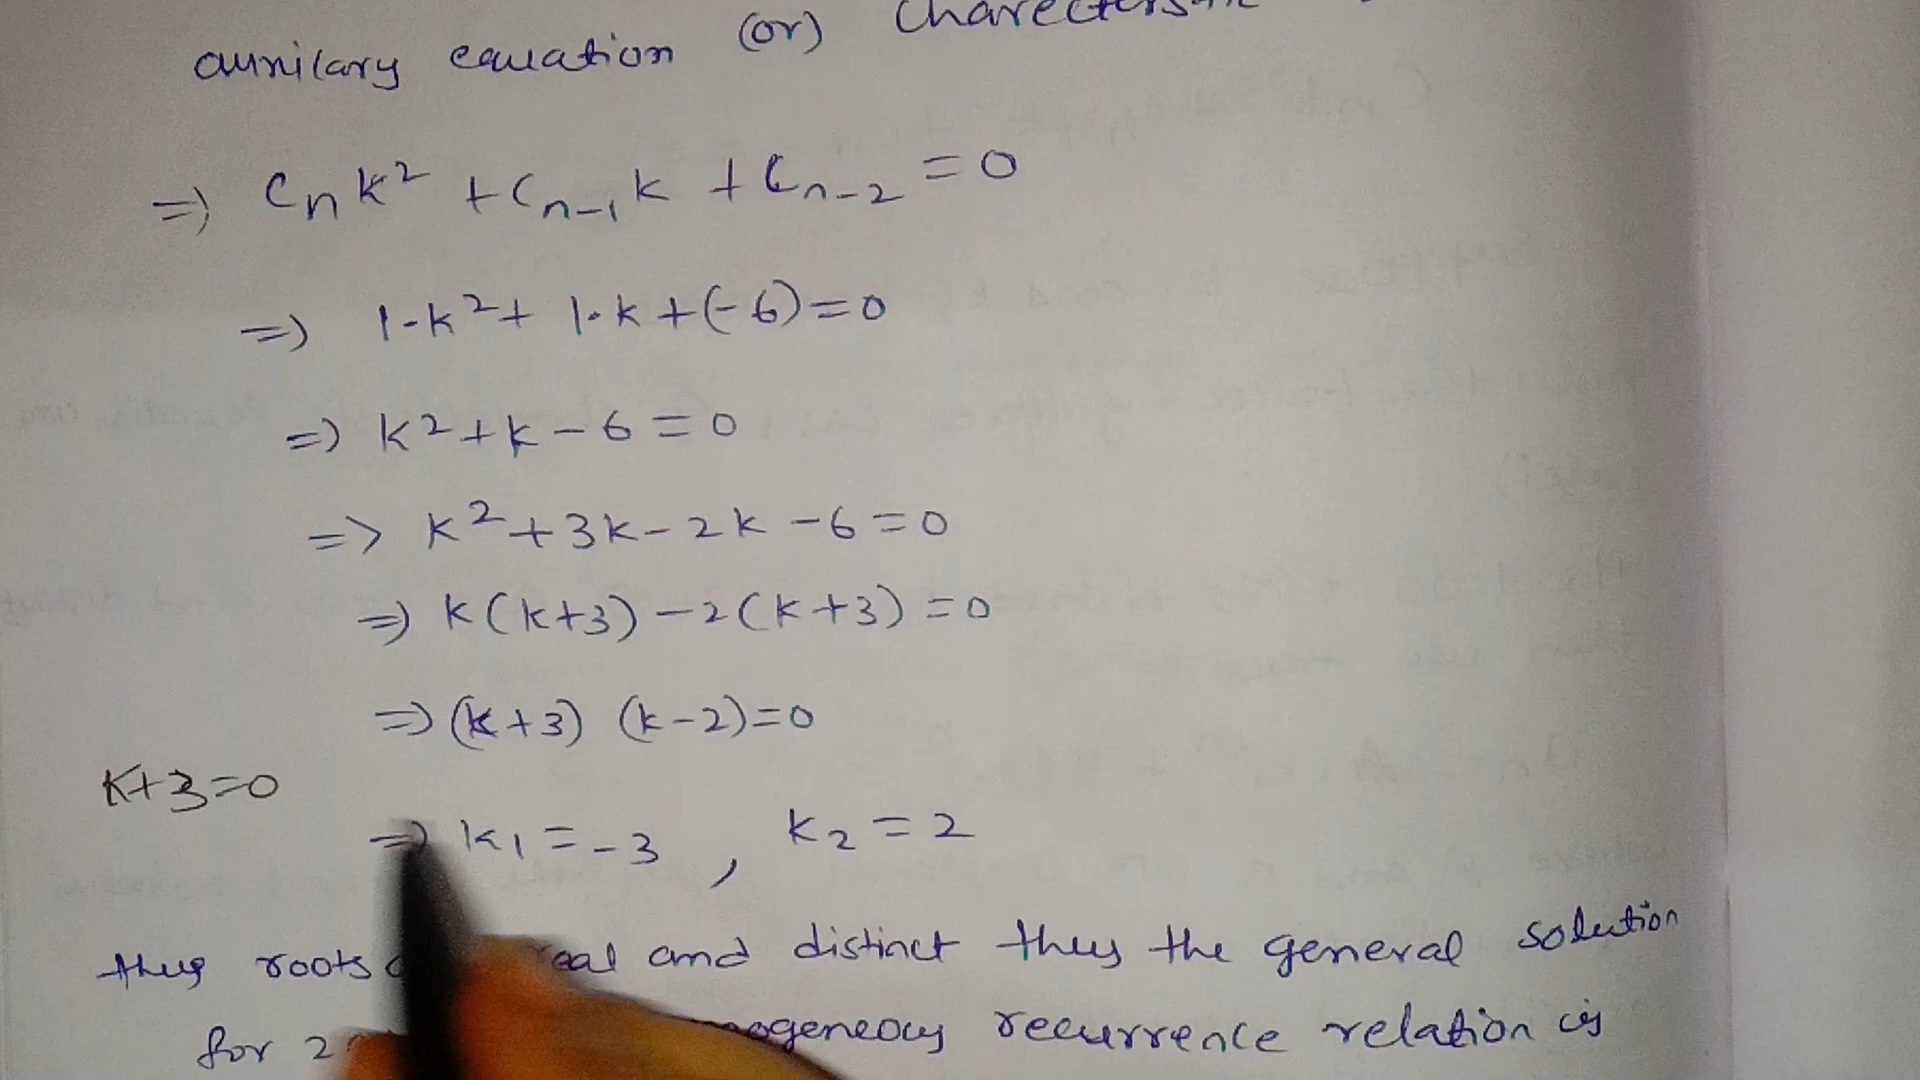 aunilary equation (or)
=> Cnk² + Cn-1k + Cn-2 = 0
=> 1·k² + 1·k + (-6) = 0
=> k² + k - 6 = 0
=> k² + 3k - 2k - 6 = 0
=> k(k+3) - 2(k+3) = 0
=> (k+3) (k-2) = 0
k+3=0
=> k1 = -3 , k2 = 2
thus roots and distinct thus the general solution
for 2 recurrence relation is